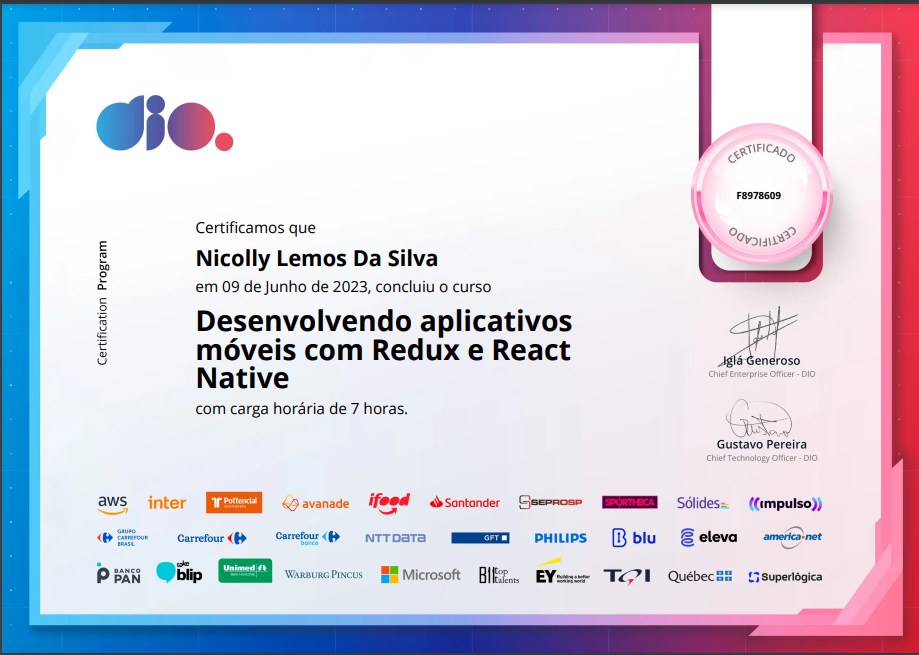 dio.
CERTIFICADO
F8978609
CERTIFICADO
Certification Program
Certificamos que
Nicolly Lemos Da Silva
em 09 de Junho de 2023, concluiu o curso
Desenvolvendo aplicativos
móveis com Redux e React
Native
com carga horária de 7 horas.
Iglá Generoso
Chief Enterprise Officer - DIO
Gustavo Pereira
Chief Technology Officer - DIO
aws inter Pottencial avanade ifood Santander SEPROSP SPORTHECA Sólides impulso
GRUPO CARREFOUR BRASIL Carrefour Carrefour banco NTT DATA GFT PHILIPS blu eleva america net
BANCO PAN take blip Unimed WARBURG PINCUS Microsoft Top Talents EY Building a better working world Québec Superlógica